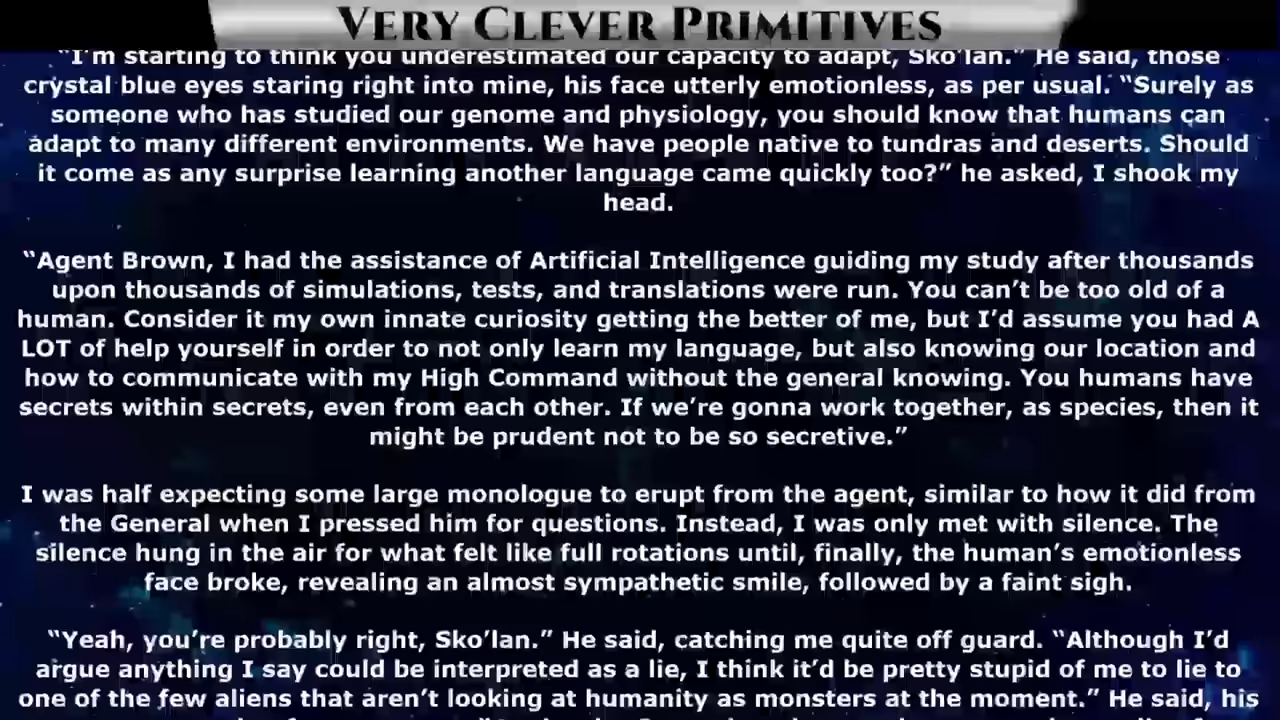 VERY CLEVER PRIMITIVES
“I’m starting to think you underestimated our capacity to adapt, Sko’lan.” He said, those
crystal blue eyes staring right into mine, his face utterly emotionless, as per usual. “Surely as
someone who has studied our genome and physiology, you should know that humans can
adapt to many different environments. We have people native to tundras and deserts. Should
it come as any surprise learning another language came quickly too?” he asked, I shook my
head.
“Agent Brown, I had the assistance of Artificial Intelligence guiding my study after thousands
upon thousands of simulations, tests, and translations were run. You can’t be too old of a
human. Consider it my own innate curiosity getting the better of me, but I’d assume you had A
LOT of help yourself in order to not only learn my language, but also knowing our location and
how to communicate with my High Command without the general knowing. You humans have
secrets within secrets, even from each other. If we’re gonna work together, as species, then it
might be prudent not to be so secretive.”
I was half expecting some large monologue to erupt from the agent, similar to how it did from
the General when I pressed him for questions. Instead, I was only met with silence. The
silence hung in the air for what felt like full rotations until, finally, the human’s emotionless
face broke, revealing an almost sympathetic smile, followed by a faint sigh.
“Yeah, you’re probably right, Sko’lan.” He said, catching me quite off guard. “Although I’d
argue anything I say could be interpreted as a lie, I think it’d be pretty stupid of me to lie to
one of the few aliens that aren’t looking at humanity as monsters at the moment.” He said, his